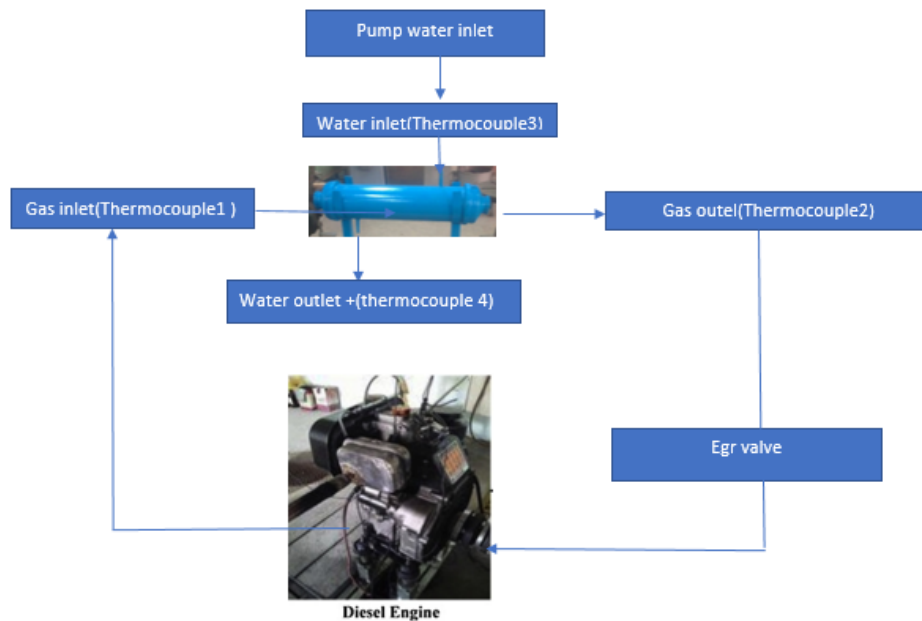 Pump water inlet
Water inlet(Thermocouple3)
Gas inlet(Thermocouple1 )
Gas outel(Thermocouple2)
Water outlet +(thermocouple 4)
Egr valve
Diesel Engine